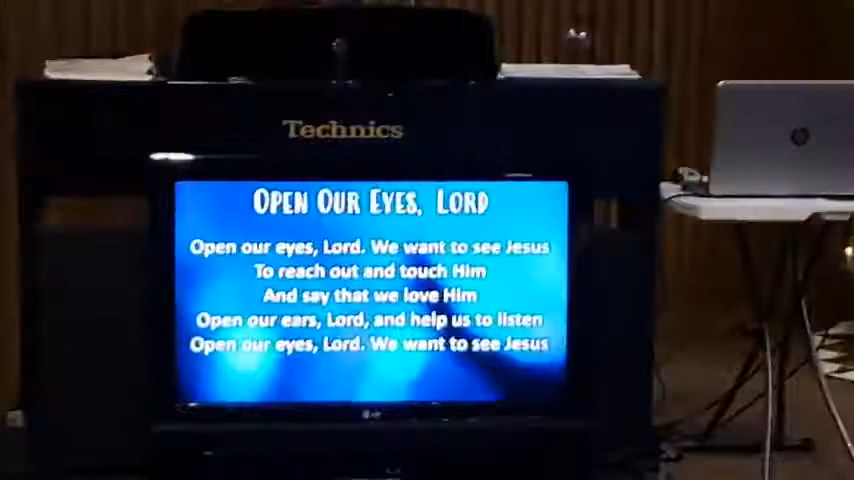 Technics
OPEN OUR EYES, LORD
Open our eyes, Lord. We want to see Jesus
To reach out and touch Him
And say that we love Him
Open our ears, Lord, and help us to listen
Open our eyes, Lord. We want to see Jesus
hp
LG